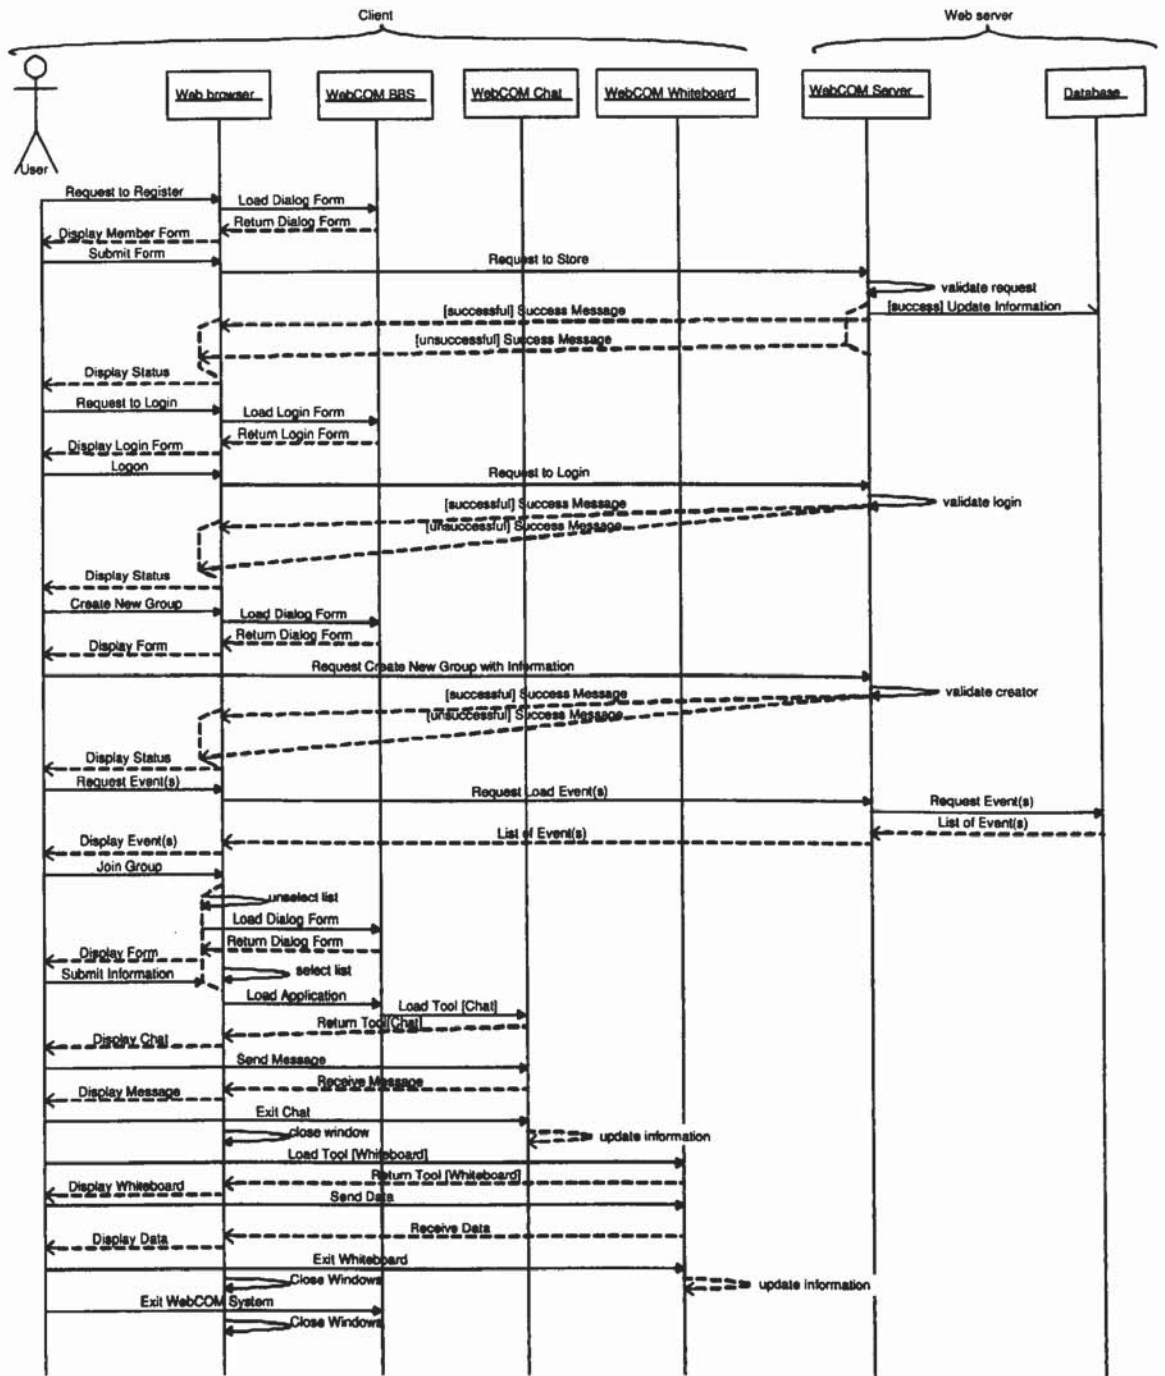 Client
Web server
Web browser
WebCOM BBS
WebCOM Chat
WebCOM Whiteboard
WebCOM Server
Database
User
Request to Register
Load Dialog Form
Return Dialog Form
Display Member Form
Submit Form
Request to Store
validate request
[success] Update Information
[successful] Success Message
[unsuccessful] Success Message
Display Status
Request to Login
Load Login Form
Return Login Form
Display Login Form
Logon
Request to Login
validate login
[successful] Success Message
[unsuccessful] Success Message
Display Status
Create New Group
Load Dialog Form
Return Dialog Form
Display Form
Request Create New Group with Information
validate creator
[successful] Success Message
[unsuccessful] Success Message
Display Status
Request Event(s)
Request Load Event(s)
Request Event(s)
List of Event(s)
List of Event(s)
Display Event(s)
Join Group
unselect list
Load Dialog Form
Return Dialog Form
Display Form
Submit Information
select list
Load Application
Load Tool [Chat]
Return Tool[Chat]
Display Chat
Send Message
Receive Message
Display Message
Exit Chat
close window
update information
Load Tool [Whiteboard]
Return Tool [Whiteboard]
Display Whiteboard
Send Data
Receive Data
Display Data
Exit Whiteboard
Close Windows
update information
Exit WebCOM System
Close Windows